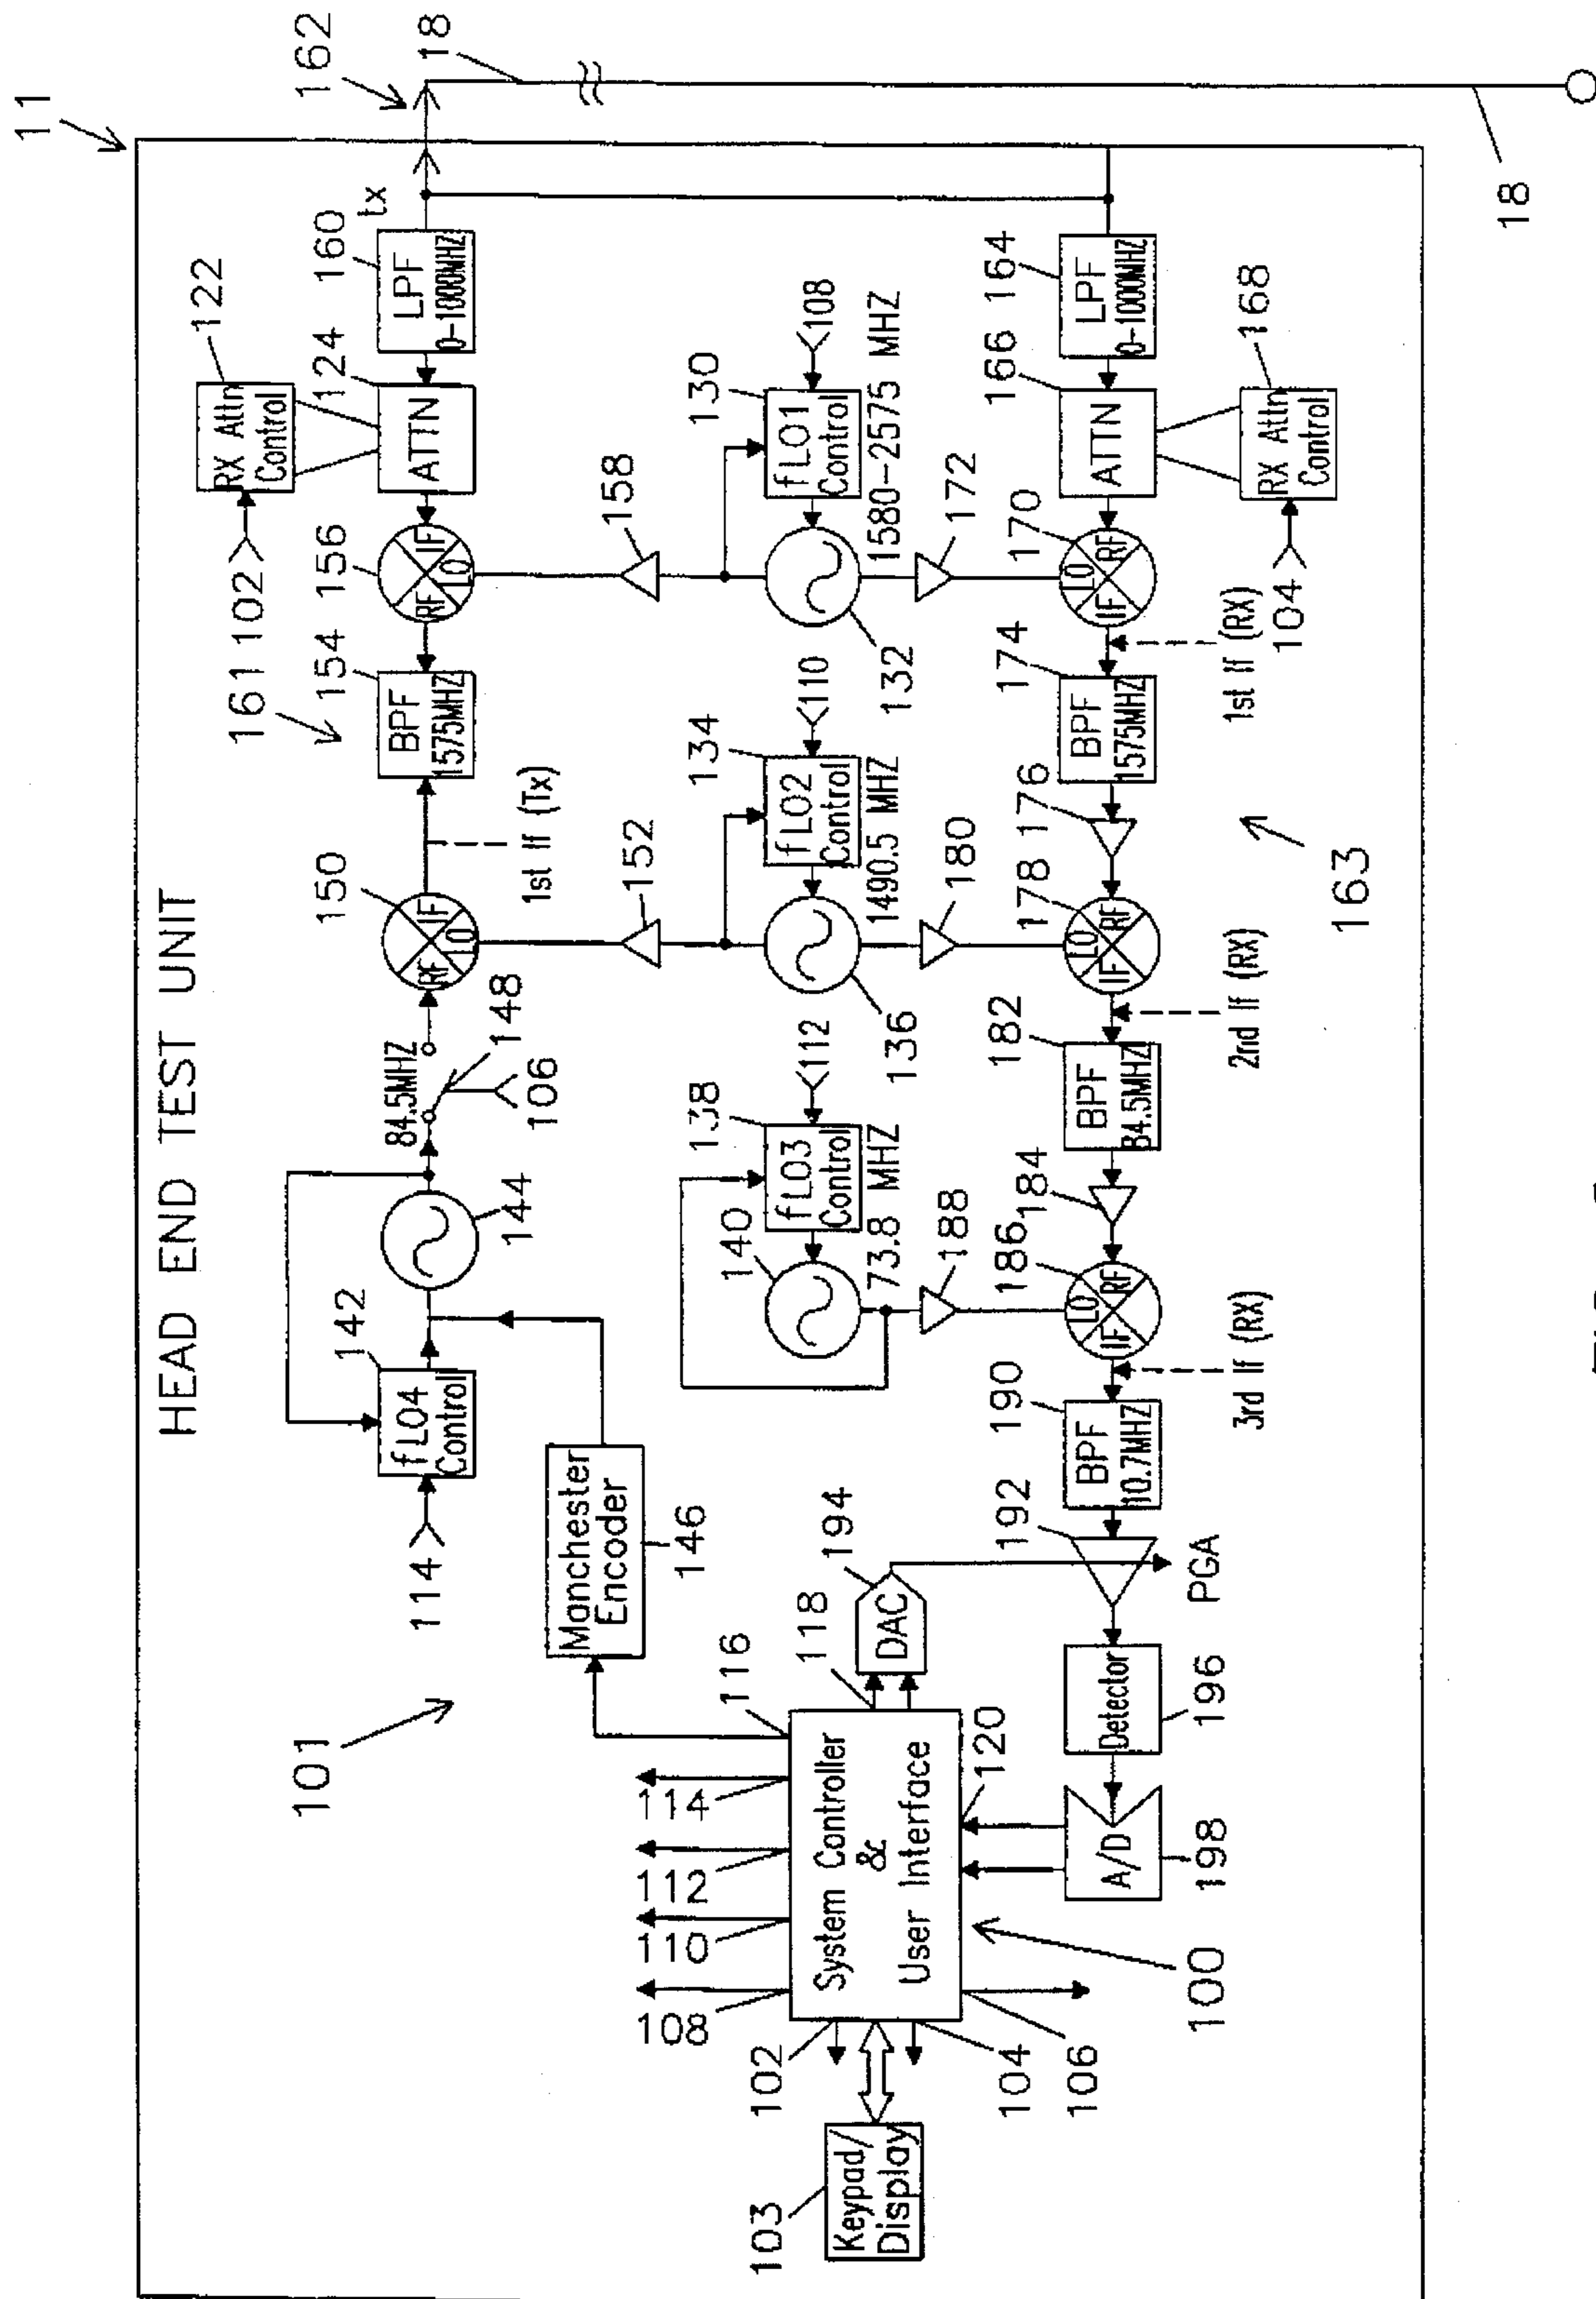 HEAD END TEST UNIT
11
101
114
fLO4
Control
142
144
84.5MHZ
148
106
150
RF
IF
LO
1st If (Tx)
161
154
BPF
1575MHZ
156
RF
IF
LO
102
RX Attn
Control
122
ATTN
124
LPF
0-1000MHZ
160
tx
162
18
Manchester
Encoder
146
152
158
140
fLO3
Control
138
112
73.8 MHZ
136
fLO2
Control
134
110
1490.5 MHZ
132
fLO1
Control
130
108
1580-2575 MHZ
188
180
172
103
Keypad/
Display
102
104
106
108
110
112
114
116
System Controller
&
User Interface
100
118
120
DAC
194
A/D
198
Detector
196
192
PGA
BPF
10.7MHZ
190
3rd If (RX)
186
LO
IF
RF
184
BPF
84.5MHZ
182
2nd If (RX)
178
LO
IF
RF
176
BPF
1575MHZ
174
1st If (RX)
163
170
LO
IF
RF
ATTN
166
LPF
0-1000MHZ
164
104
RX Attn
Control
168
18